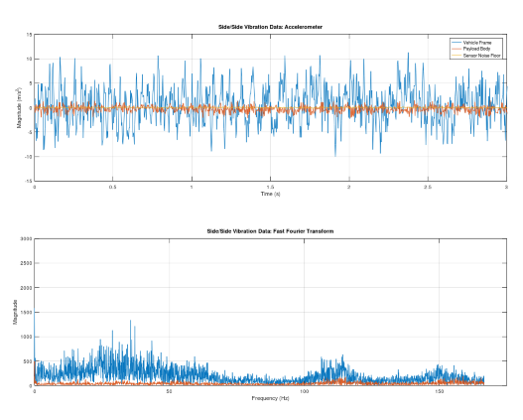 Side/Side Vibration Data: Accelerometer
Vehicle Frame
Payload Body
Sensor Noise Floor
15
10
5
0
-5
-10
-15
Magnitude (m/s²)
0
0.5
1
1.5
2
2.5
3
Time (s)
Side/Side Vibration Data: Fast Fourier Transform
3000
2500
2000
1500
1000
500
0
Magnitude
0
50
100
150
Frequency (Hz)